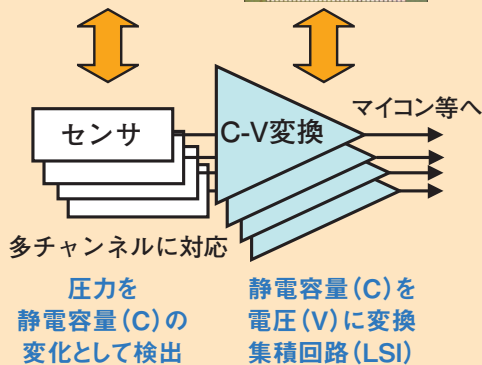 マイコン等へ
センサ
C-V変換
多チャンネルに対応
圧力を
静電容量(C)の
変化として検出
静電容量(C)を
電圧(V)に変換
集積回路(LSI)